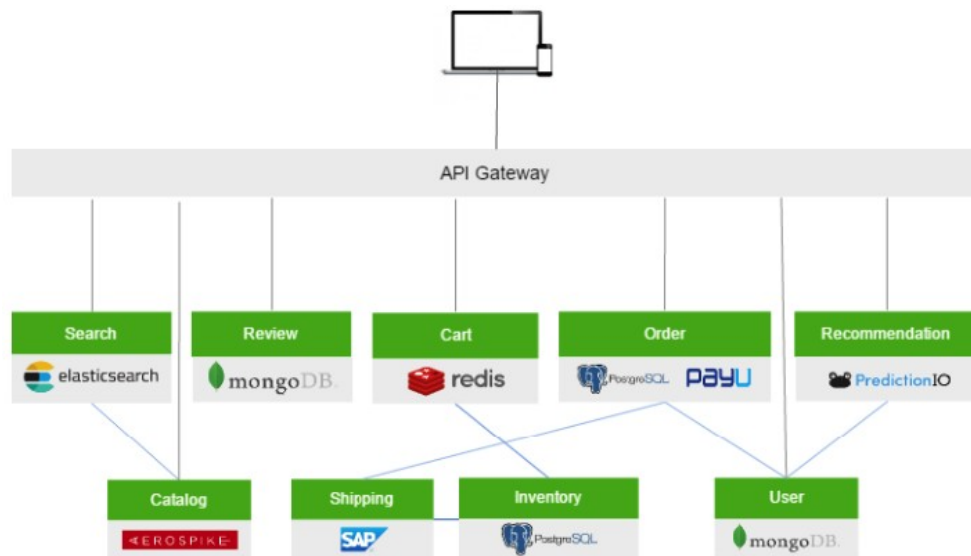 API Gateway
Search
elasticsearch
Review
mongoDB.
Cart
redis
Order
PostgreSQL
PayU
Recommendation
PredictionIO
Catalog
AEROSPIKE
Shipping
SAP
Inventory
PostgreSQL
User
mongoDB.